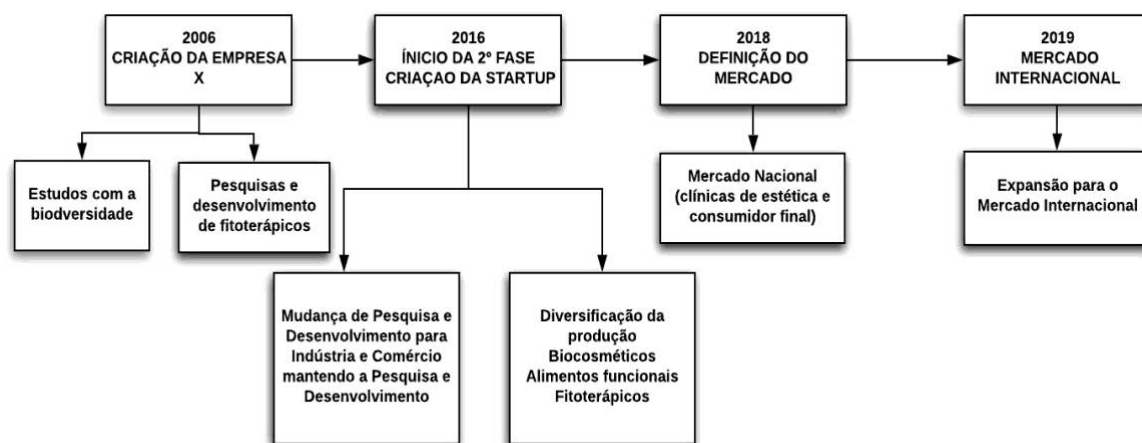 2006
CRIAÇÃO DA EMPRESA
X
2016
ÍNICIO DA 2º FASE
CRIAÇAO DA STARTUP
2018
DEFINIÇÃO DO
MERCADO
2019
MERCADO
INTERNACIONAL
Estudos com a
biodversidade
Pesquisas e
desenvolvimento
de fitoterápicos
Mercado Nacional
(clínicas de estética e
consumidor final)
Expansão para o
Mercado Internacional
Mudança de Pesquisa e
Desenvolvimento para
Indústria e Comércio
mantendo a Pesquisa e
Desenvolvimento
Diversificação da
produção
Biocosméticos
Alimentos funcionais
Fitoterápicos